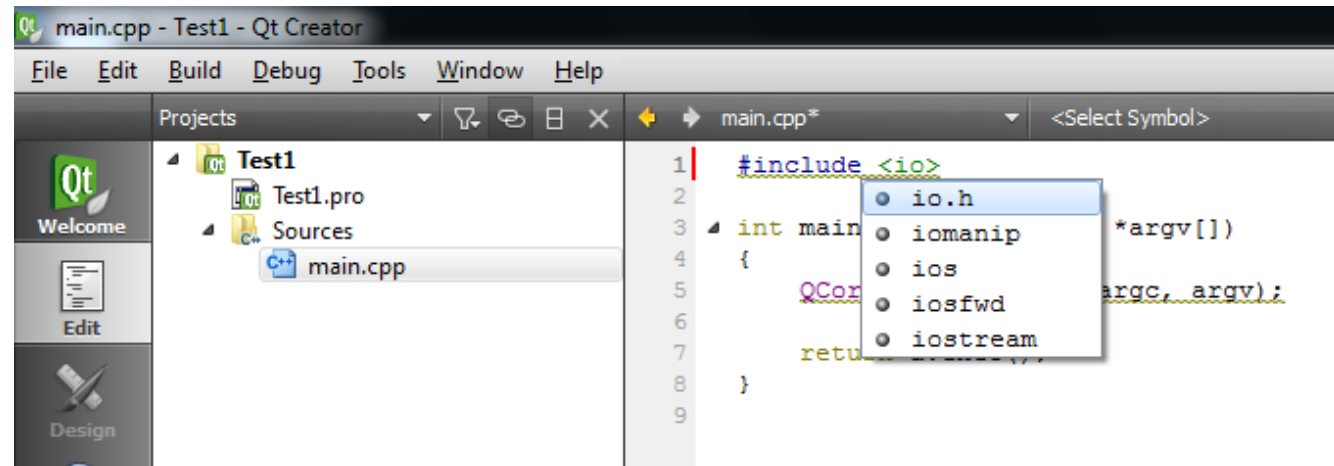 main.cpp - Test1 - Qt Creator
File Edit Build Debug Tools Window Help
Projects main.cpp* <Select Symbol>
Qt
Welcome
Edit
Design
Test1
Test1.pro
Sources
main.cpp
1 #include <io>
2
3 int main *argv[])
4 {
5 QCor argc, argv);
6
7 retu
8 }
9
io.h
iomanip
ios
iosfwd
iostream